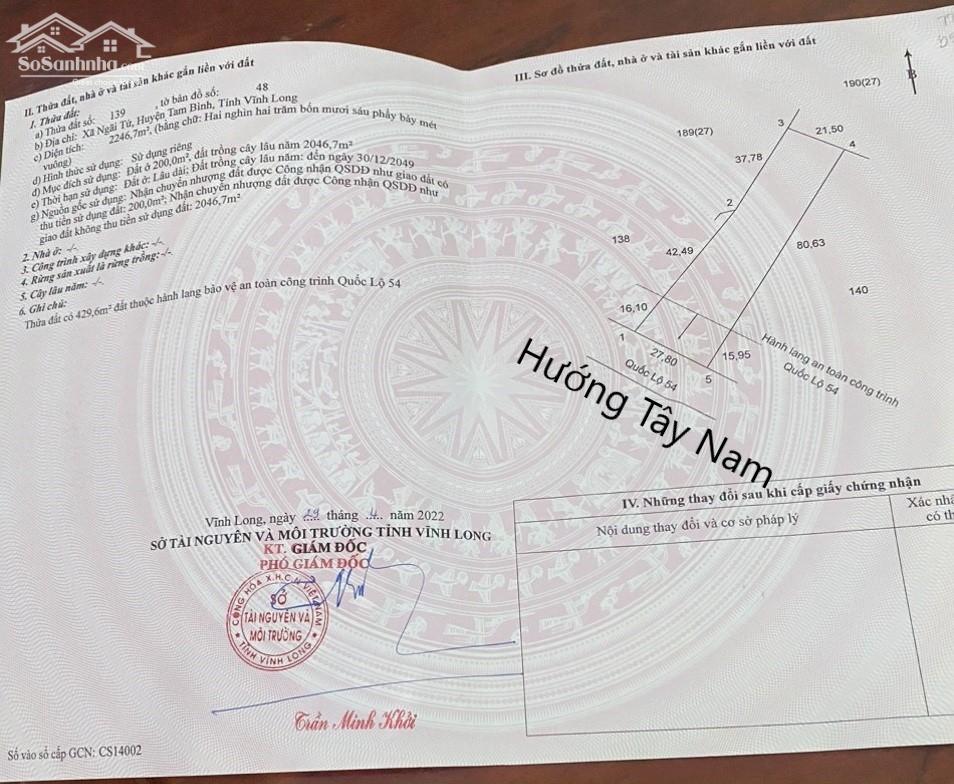 SoSanhnha.com
II. Thửa đất, nhà ở và tài sản khác gắn liền với đất
1. Thửa đất:
a) Thửa đất số: 139 , tờ bản đồ số: 48
b) Địa chỉ: Xã Ngãi Tứ, Huyện Tam Bình, Tỉnh Vĩnh Long
c) Diện tích: 2246,7m², (bằng chữ: Hai nghìn hai trăm bốn mươi sáu phẩy bảy mét
vuông)
d) Hình thức sử dụng: Sử dụng riêng
đ) Mục đích sử dụng: Đất ở 200,0m², đất trồng cây lâu năm 2046,7m²
e) Thời hạn sử dụng: Đất ở: Lâu dài; Đất trồng cây lâu năm: đến ngày 30/12/2049
g) Nguồn gốc sử dụng: Nhận chuyển nhượng đất được Công nhận QSDĐ như giao đất có
thu tiền sử dụng đất: 200,0m²; Nhận chuyển nhượng đất được Công nhận QSDĐ như
giao đất không thu tiền sử dụng đất: 2046,7m²
2. Nhà ở: -/-
3. Công trình xây dựng khác: -/-
4. Rừng sản xuất là rừng trồng: -/-
5. Cây lâu năm: -/-
6. Ghi chú:
Thửa đất có 429,6m² đất thuộc hành lang bảo vệ an toàn công trình Quốc Lộ 54
Vĩnh Long, ngày 29 tháng 4 năm 2022
SỞ TÀI NGUYÊN VÀ MÔI TRƯỜNG TỈNH VĨNH LONG
KT. GIÁM ĐỐC
PHÓ GIÁM ĐỐC
CỘNG HÒA X.H.C.N VIỆT NAM
SỞ
TÀI NGUYÊN VÀ
MÔI TRƯỜNG
TỈNH VĨNH LONG
Trần Minh Khởi
Số vào sổ cấp GCN: CS14002
III. Sơ đồ thửa đất, nhà ở và tài sản khác gắn liền với đất
B
190(27)
189(27)
3
21,50
4
37,78
2
138
42,49
80,63
140
16,10
1
27,80
5
15,95
Quốc Lộ 54
Hành lang an toàn công trình
Quốc Lộ 54
Hướng Tây Nam
IV. Những thay đổi sau khi cấp giấy chứng nhận
Nội dung thay đổi và cơ sở pháp lý
Xác nhậ
có th